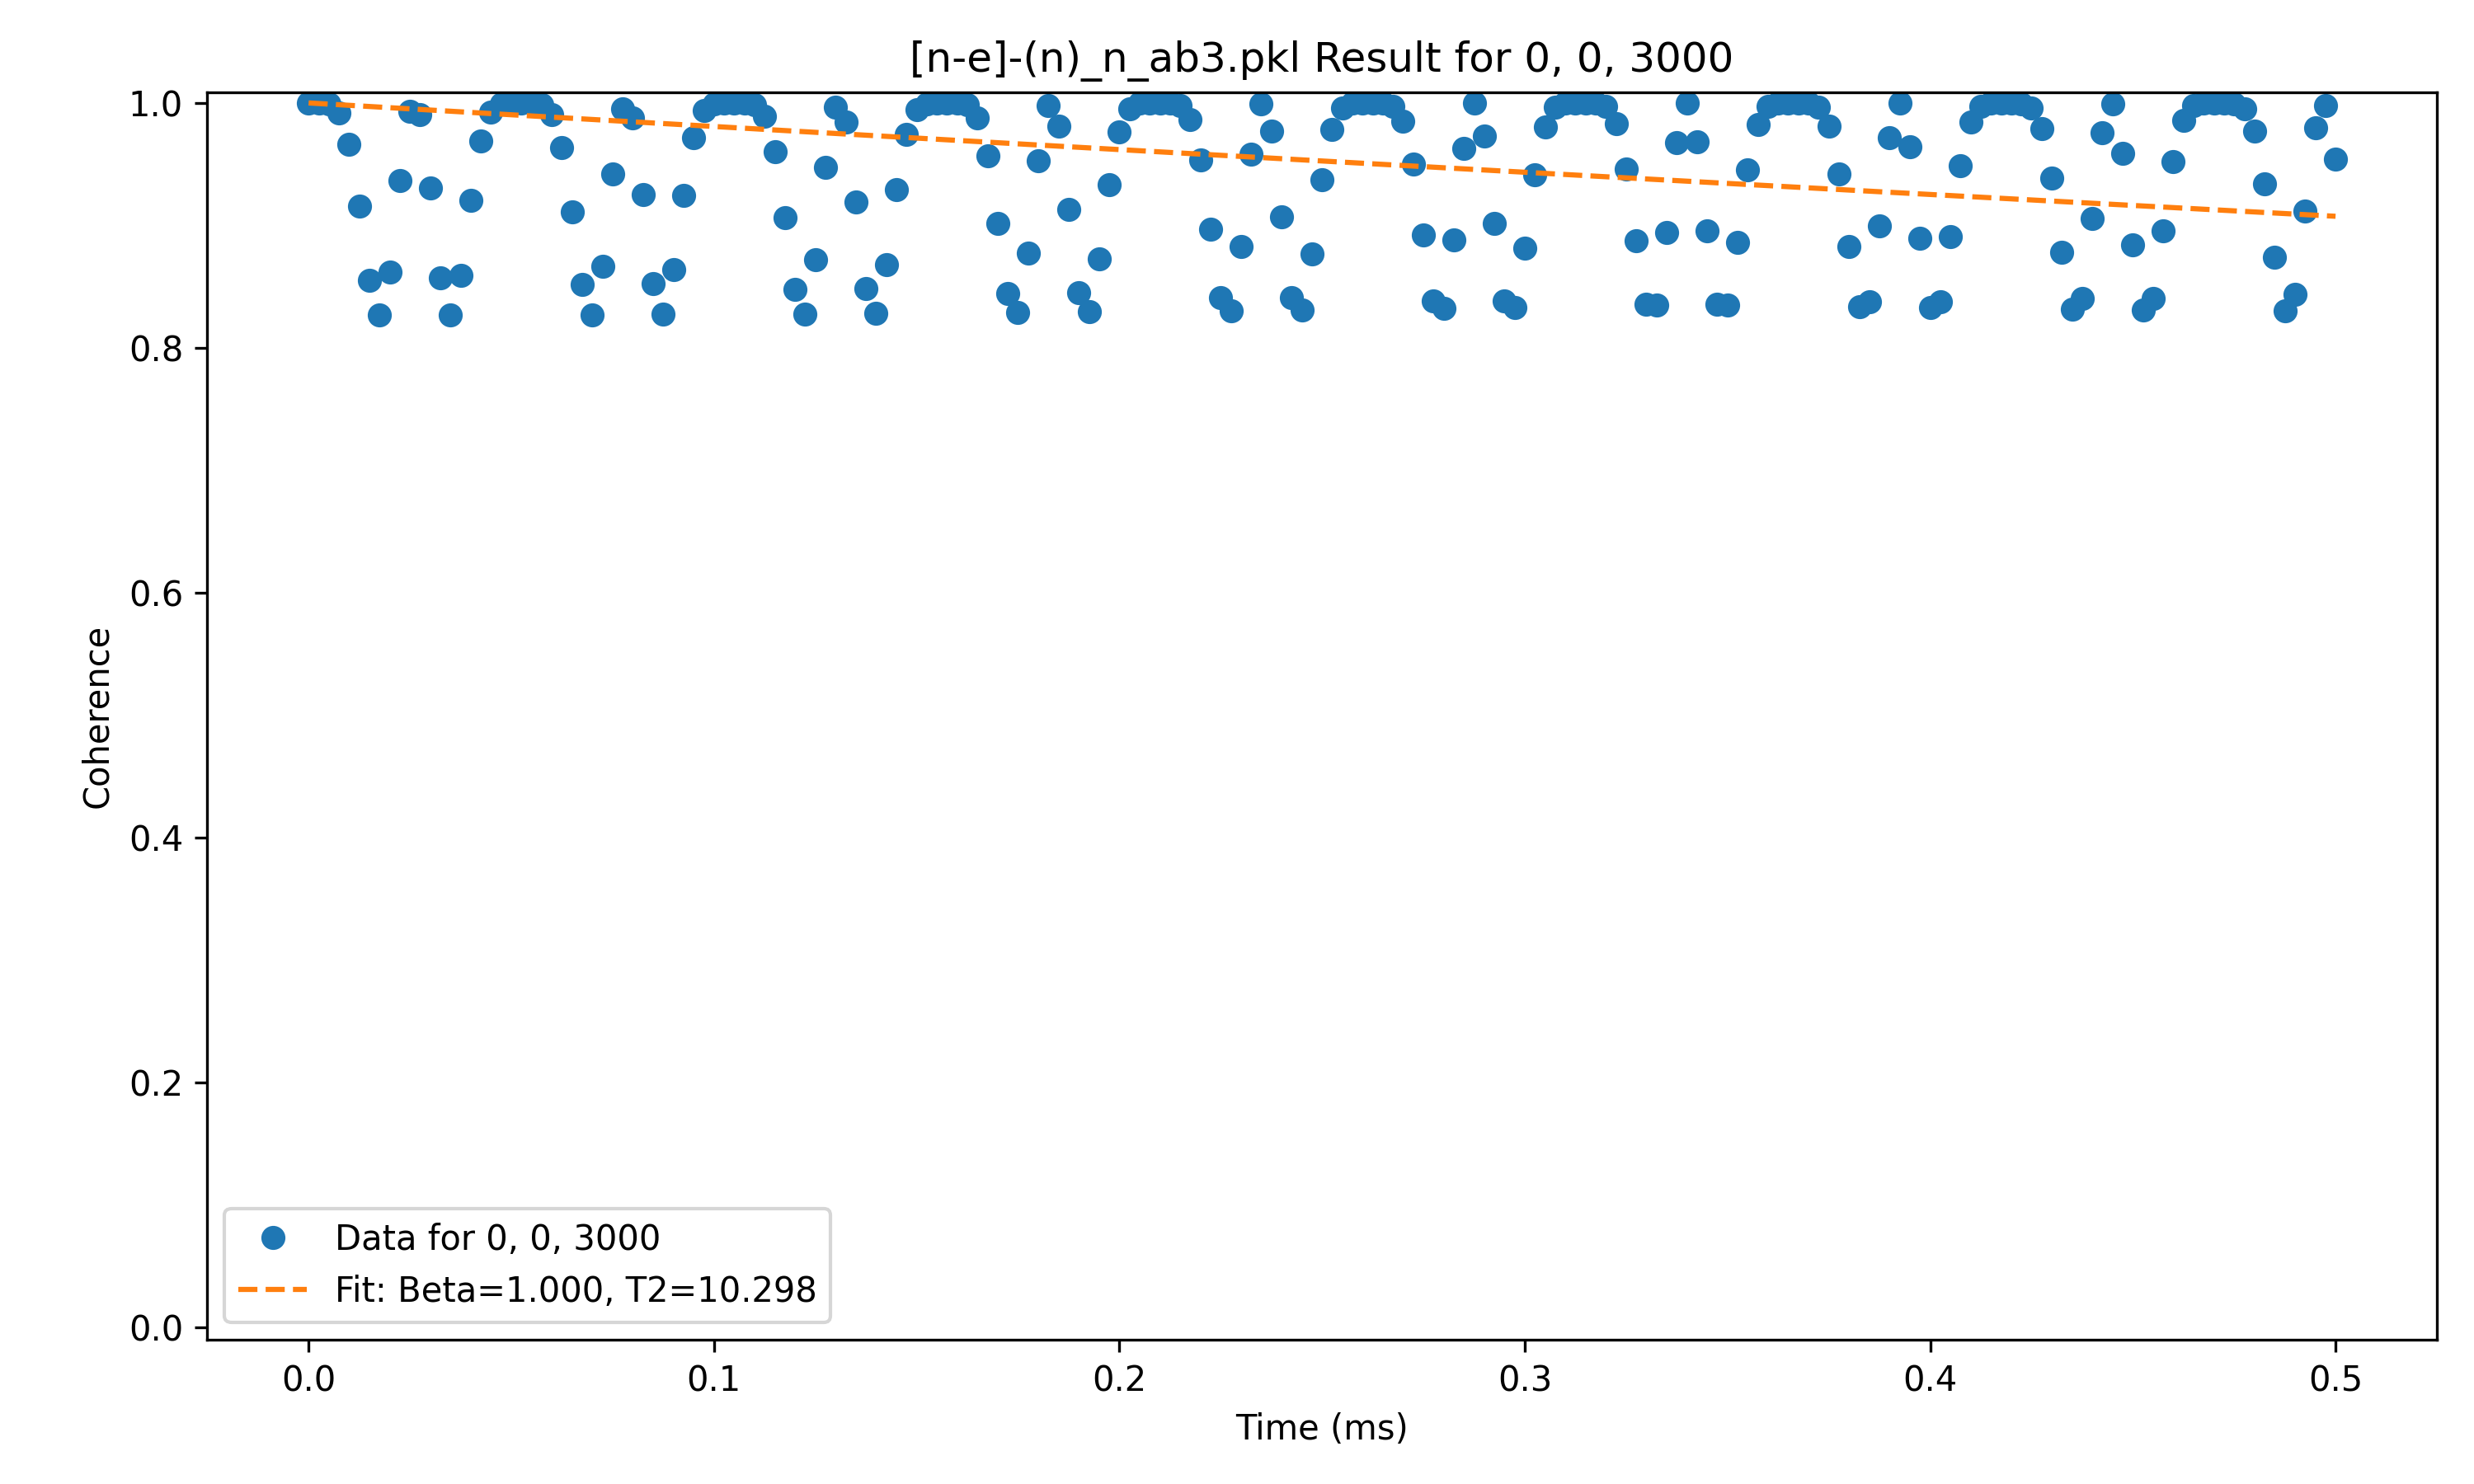 [n-e]-(n)_n_ab3.pkl Result for 0, 0, 3000
1.0
0.8
0.6
0.4
0.2
0.0
Coherence
Data for 0, 0, 3000
Fit: Beta=1.000, T2=10.298
0.0 0.1 0.2 0.3 0.4 0.5
Time (ms)